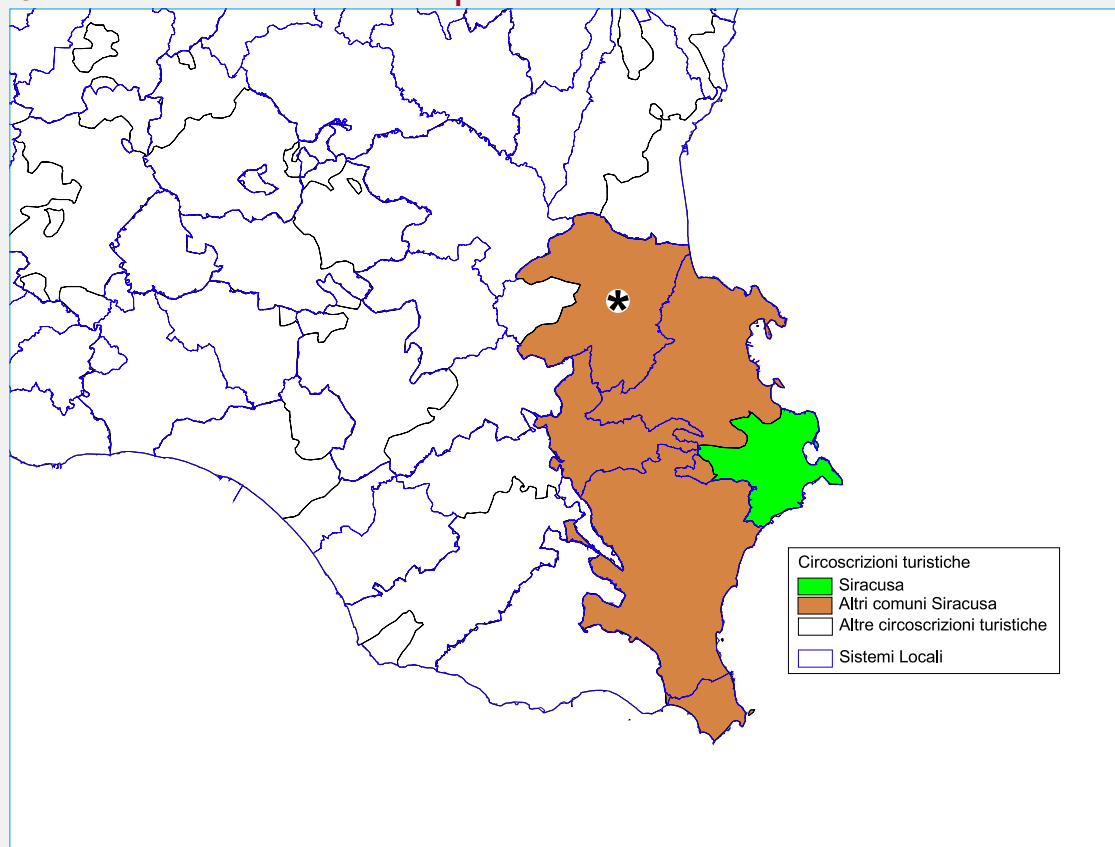 *
Circoscrizioni turistiche
Siracusa
Altri comuni Siracusa
Altre circoscrizioni turistiche
Sistemi Locali